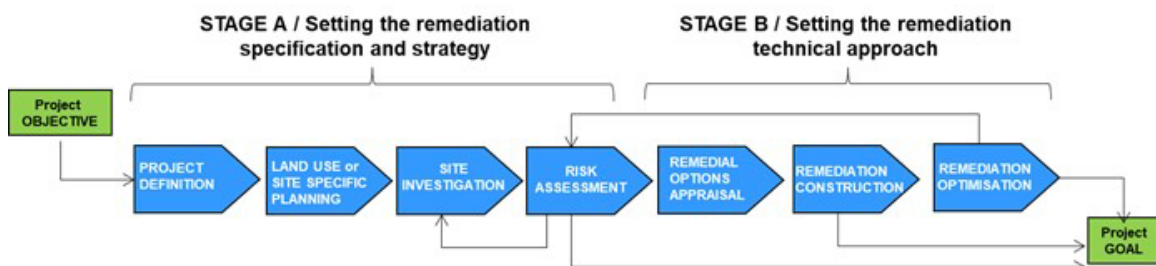 STAGE A / Setting the remediation
specification and strategy
STAGE B / Setting the remediation
technical approach
Project
OBJECTIVE
PROJECT
DEFINITION
LAND USE or
SITE SPECIFIC
PLANNING
SITE
INVESTIGATION
RISK
ASSESSMENT
REMEDIAL
OPTIONS
APPRAISAL
REMEDIATION
CONSTRUCTION
REMEDIATION
OPTIMISATION
Project
GOAL